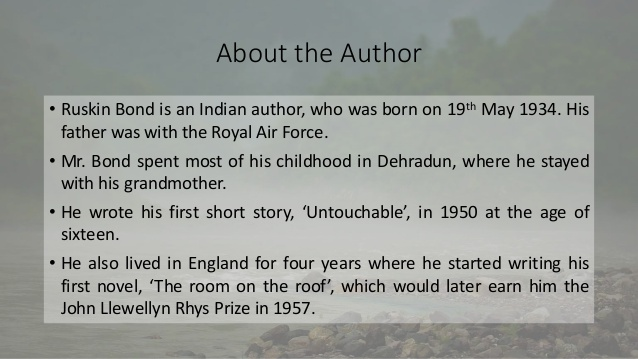 About the Author
• Ruskin Bond is an Indian author, who was born on 19th May 1934. His
father was with the Royal Air Force.
• Mr. Bond spent most of his childhood in Dehradun, where he stayed
with his grandmother.
• He wrote his first short story, ‘Untouchable’, in 1950 at the age of
sixteen.
• He also lived in England for four years where he started writing his
first novel, ‘The room on the roof’, which would later earn him the
John Llewellyn Rhys Prize in 1957.